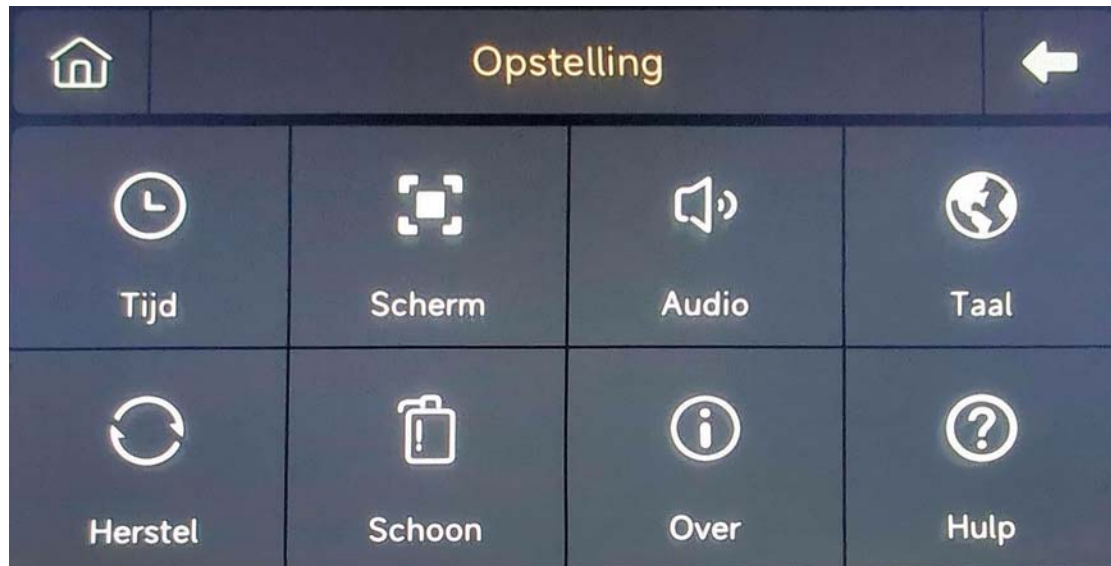 Opstelling
Tijd
Scherm
Audio
Taal
Herstel
Schoon
Over
Hulp